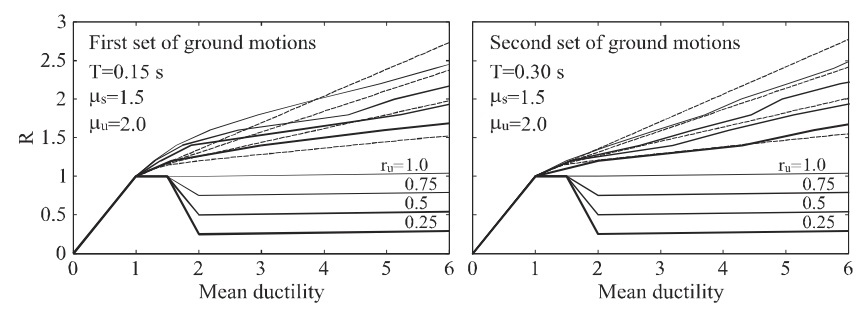 3
2.5
2
1.5
1
0.5
0
R
First set of ground motions
T=0.15 s
μs=1.5
μu=2.0
ru=1.0
0.75
0.5
0.25
0 1 2 3 4 5 6
Mean ductility
Second set of ground motions
T=0.30 s
μs=1.5
μu=2.0
ru=1.0
0.75
0.5
0.25
0 1 2 3 4 5 6
Mean ductility